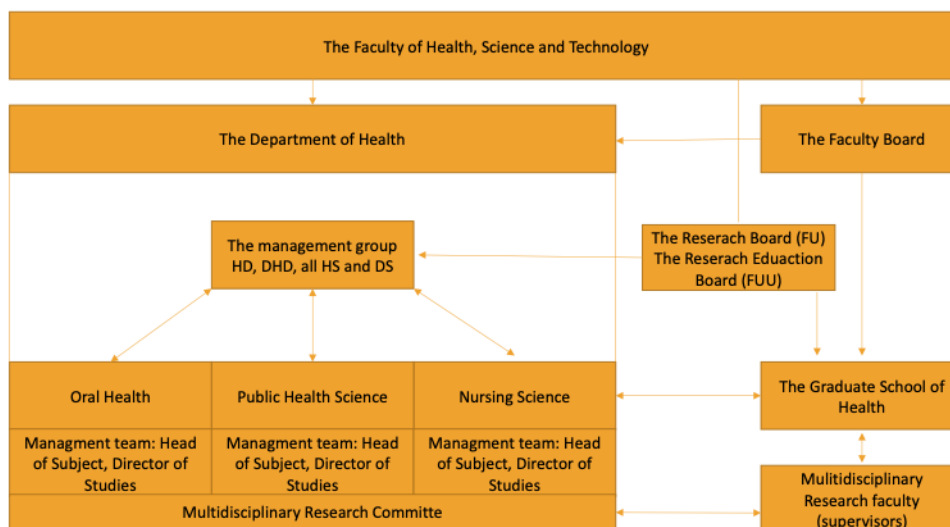 The Faculty of Health, Science and Technology
The Department of Health
The Faculty Board
The management group
HD, DHD, all HS and DS
The Reserach Board (FU)
The Reserach Eduaction
Board (FUU)
Oral Health
Public Health Science
Nursing Science
The Graduate School of
Health
Managment team: Head
of Subject, Director of
Studies
Managment team: Head
of Subject, Director of
Studies
Managment team: Head
of Subject, Director of
Studies
Multidisciplinary Research Committe
Mulitidisciplinary
Research faculty
(supervisors)